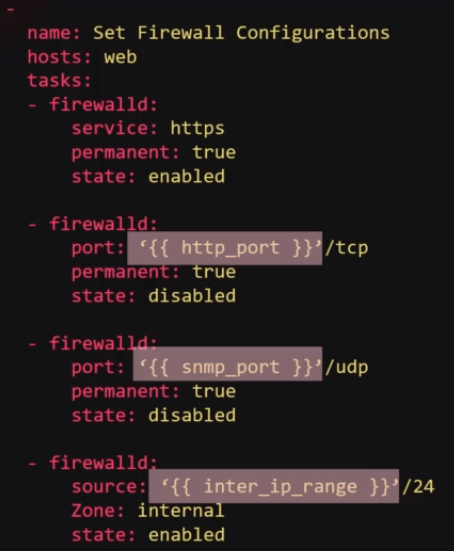 -
name: Set Firewall Configurations
hosts: web
tasks:
- firewalld:
service: https
permanent: true
state: enabled
- firewalld:
port: ‘{{ http_port }}’/tcp
permanent: true
state: disabled
- firewalld:
port: ‘{{ snmp_port }}’/udp
permanent: true
state: disabled
- firewalld:
source: ‘{{ inter_ip_range }}’/24
Zone: internal
state: enabled